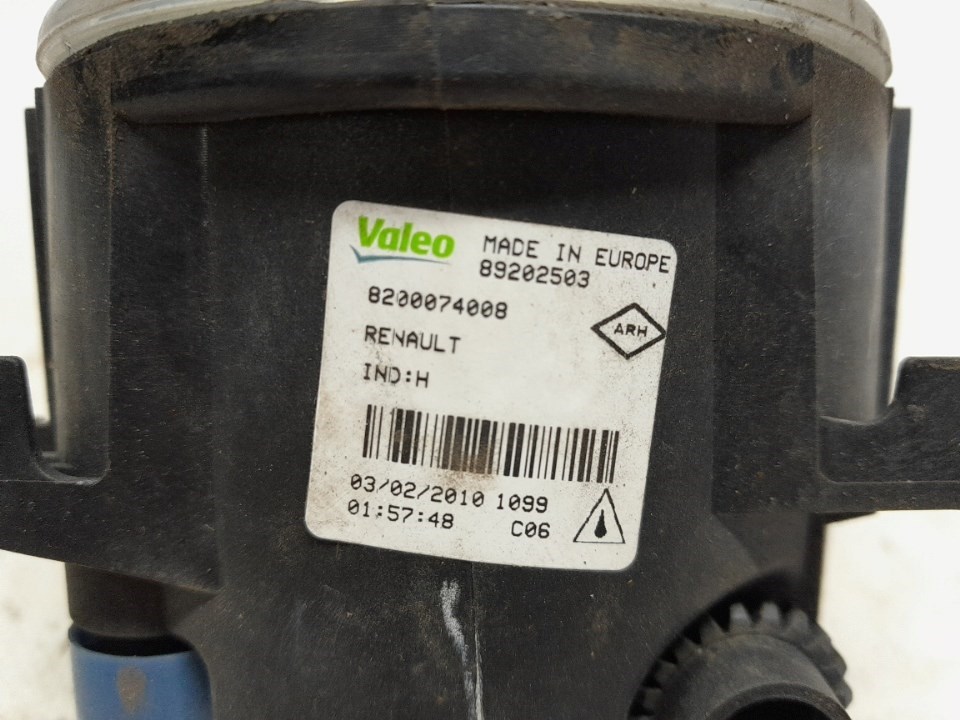 Valeo MADE IN EUROPE
89202503
8200074008
ARH
RENAULT
IND:H
03/02/2010 1099
01:57:48 C06